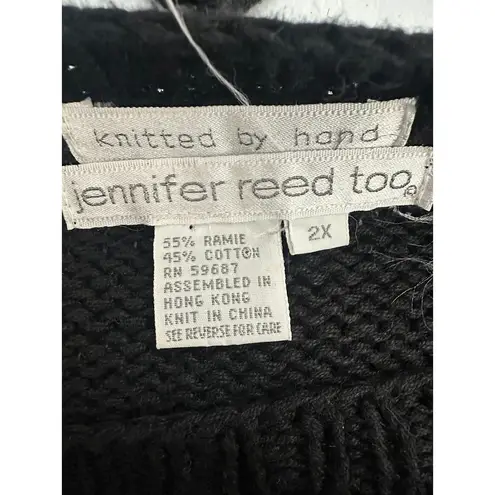 knitted by hand
jennifer reed too®
2X
55% RAMIE
45% COTTON
RN 59687
ASSEMBLED IN
HONG KONG
KNIT IN CHINA
SEE REVERSE FOR CARE